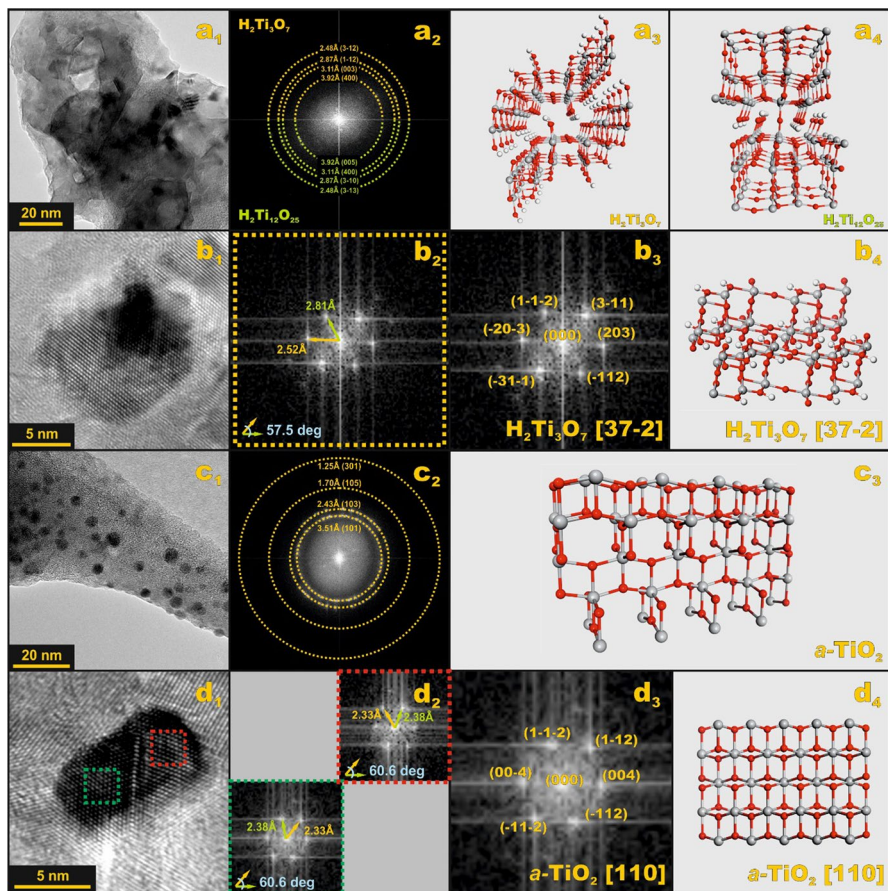 a1
20 nm
H2Ti3O7
a2
2.48Å (3-12)
2.87Å (1-12)
3.11Å (003)
3.92Å (400)
3.92Å (005)
3.11Å (400)
2.87Å (3-10)
2.48Å (3-13)
H2Ti12O25
a3
H2Ti3O7
a4
H2Ti12O25
b1
5 nm
b2
2.81Å
2.52Å
57.5 deg
b3
(1-1-2)
(3-11)
(-20-3)
(000)
(203)
(-31-1)
(-112)
H2Ti3O7 [37-2]
b4
H2Ti3O7 [37-2]
c1
20 nm
c2
1.25Å (301)
1.70Å (105)
2.43Å (103)
3.51Å (101)
c3
a-TiO2
d1
5 nm
d2
2.33Å
2.38Å
60.6 deg
2.38Å
2.33Å
60.6 deg
d3
(1-1-2)
(1-12)
(00-4)
(000)
(004)
(-11-2)
(-112)
a-TiO2 [110]
d4
a-TiO2 [110]